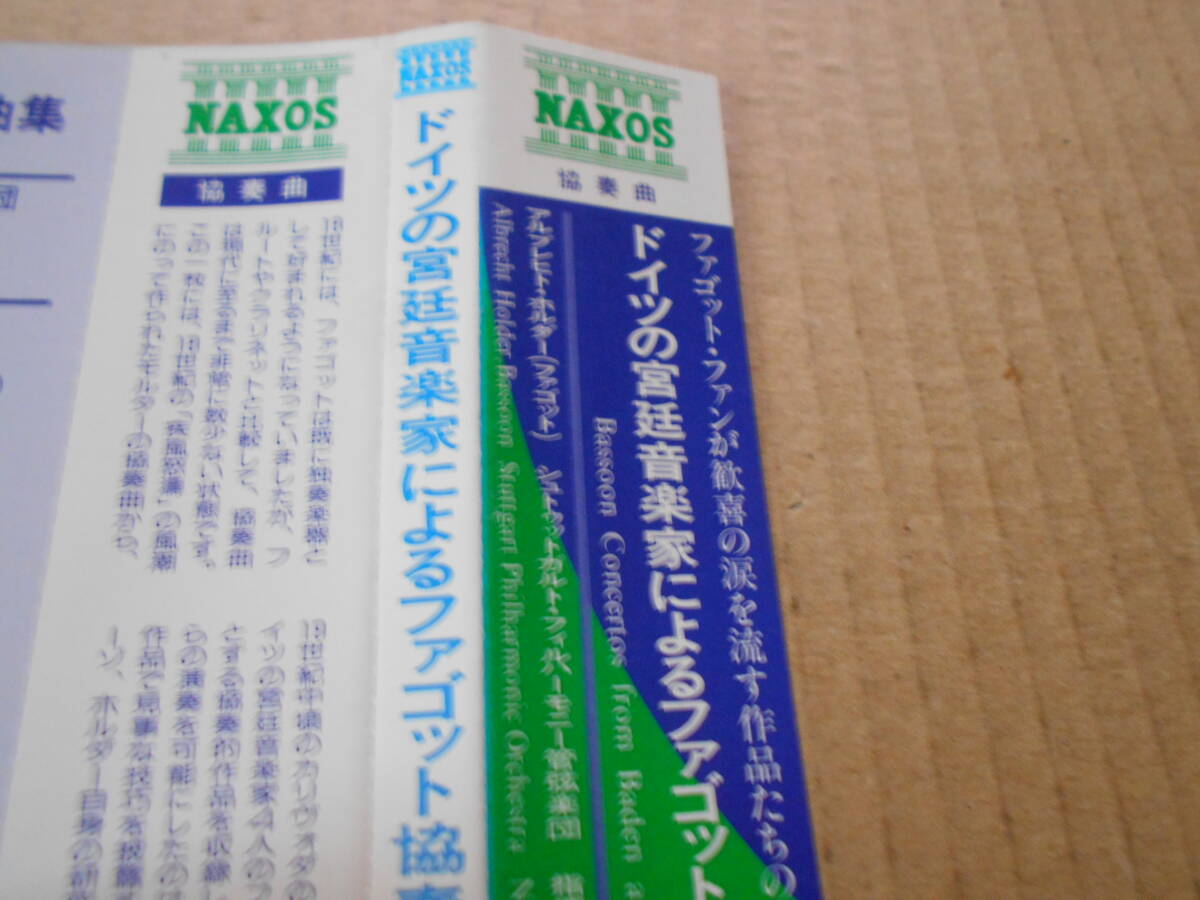 曲集
団
NAXOS
協奏曲
18世紀には、ファゴットは既に独奏楽器と
して好まれるようになっていましたが、フ
ルートやクラリネットと比較して、協奏曲
は現代に至るまで非常に数少ない状態です。
この一枚には、18世紀の「疾風怒濤」の風潮
にのって作られたモルターの協奏曲から、
19世紀中頃のカリヴォダの
イツの宮廷音楽家4人のフ
とする協奏的作品を収録し
らの演奏を可能にしたのは
作品で見事な技巧を披露
ーソ、ホルダー自身の研
NAXOS
ドイツの宮廷音楽家によるファゴット協奏
NAXOS
協奏曲
ファゴット・ファンが歓喜の涙を流す作品たちの
ドイツの宮廷音楽家によるファゴット
Bassoon Concertos from Baden a
アルブレヒト・ホルダー(ファゴット) シュトゥットガルト・フィルハーモニー管弦楽団 指
Albrecht Holder, Bassoon Stuttgart Philharmonic Orchestra N